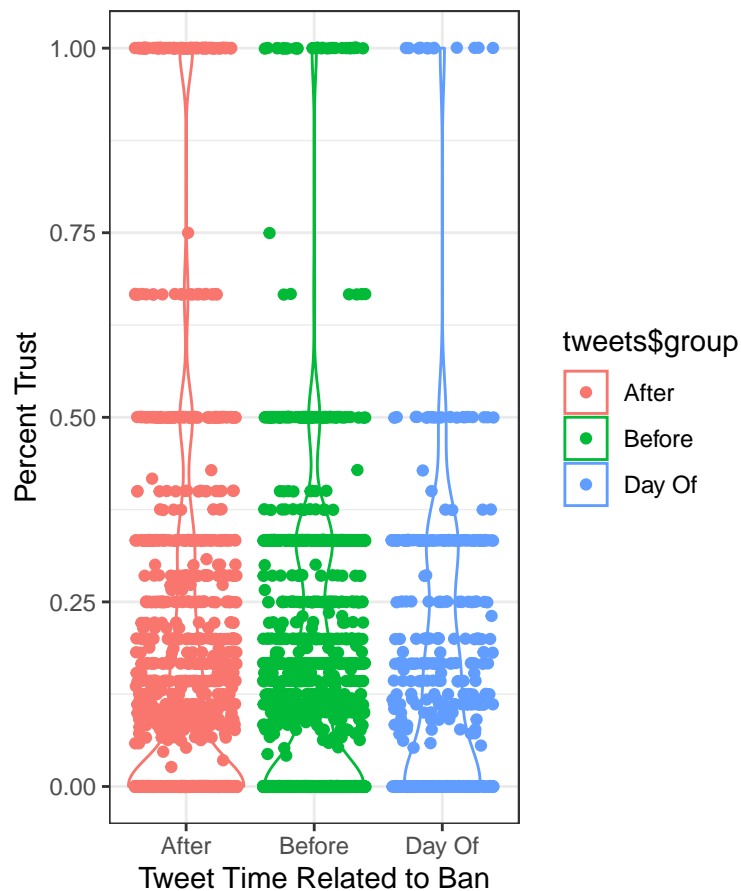 1.00
0.75
0.50
0.25
0.00
Percent Trust
After
Before
Day Of
Tweet Time Related to Ban
tweets$group
After
Before
Day Of